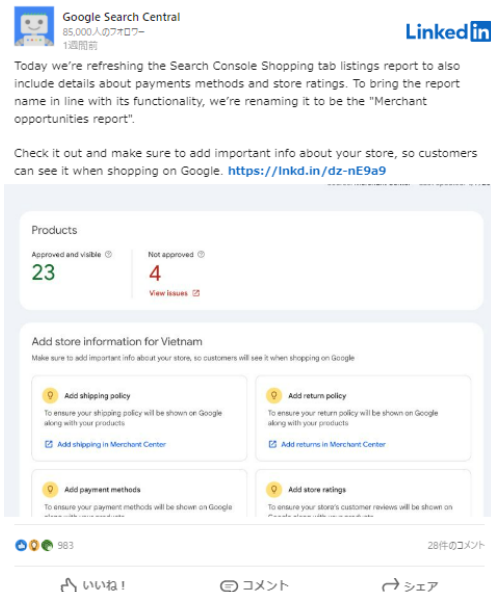 Google Search Central
85,000人のフォロワー
1週間前
LinkedIn
Today we're refreshing the Search Console Shopping tab listings report to also
include details about payments methods and store ratings. To bring the report
name in line with its functionality, we're renaming it to be the "Merchant
opportunities report".
Check it out and make sure to add important info about your store, so customers
can see it when shopping on Google. https://lnkd.in/dz-nE9a9
Products
Approved and visible
Not approved
23
4
View issues
Add store information for Vietnam
Make sure to add important info about your store, so customers will see it when shopping on Google
Add shipping policy
To ensure your shipping policy will be shown on Google
along with your products
Add shipping in Merchant Center
Add return policy
To ensure your return policy will be shown on Google
along with your products
Add returns in Merchant Center
Add payment methods
To ensure your payment methods will be shown on Google
along with your products
Add store ratings
To ensure your store's customer reviews will be shown on
Google along with your products
983
28件のコメント
いいね！
コメント
シェア